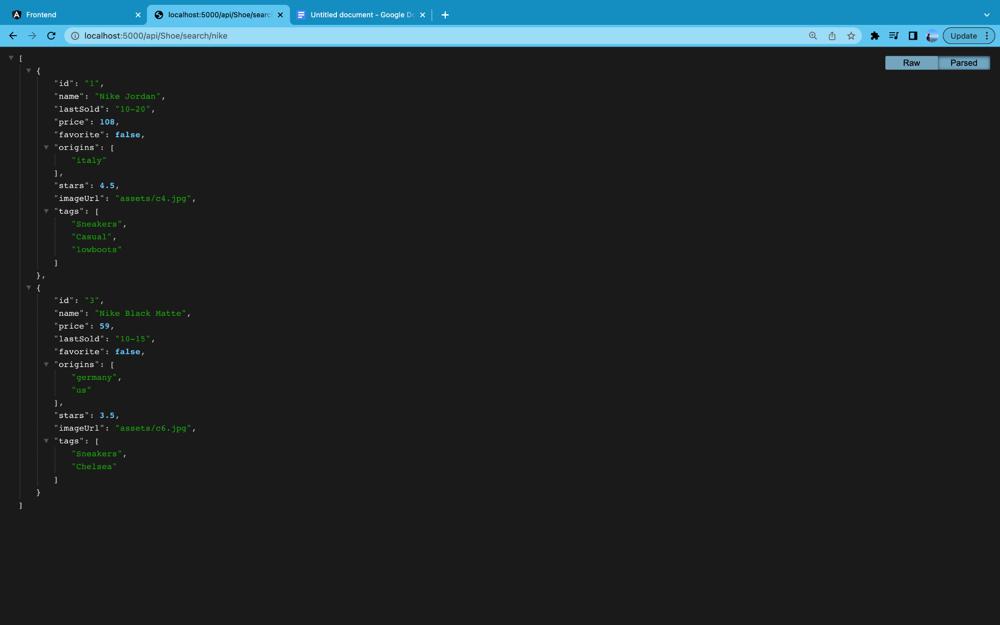 Frontend
localhost:5000/api/Shoe/searc
Untitled document - Google Do
localhost:5000/api/Shoe/search/nike
Update
Raw
Parsed
[
{
"id": "1",
"name": "Nike Jordan",
"lastSold": "10-20",
"price": 108,
"favorite": false,
"origins": [
"italy"
],
"stars": 4.5,
"imageUrl": "assets/c4.jpg",
"tags": [
"Sneakers",
"Casual",
"lowboots"
]
},
{
"id": "3",
"name": "Nike Black Matte",
"price": 59,
"lastSold": "10-15",
"favorite": false,
"origins": [
"germany",
"us"
],
"stars": 3.5,
"imageUrl": "assets/c6.jpg",
"tags": [
"Sneakers",
"Chelsea"
]
}
]